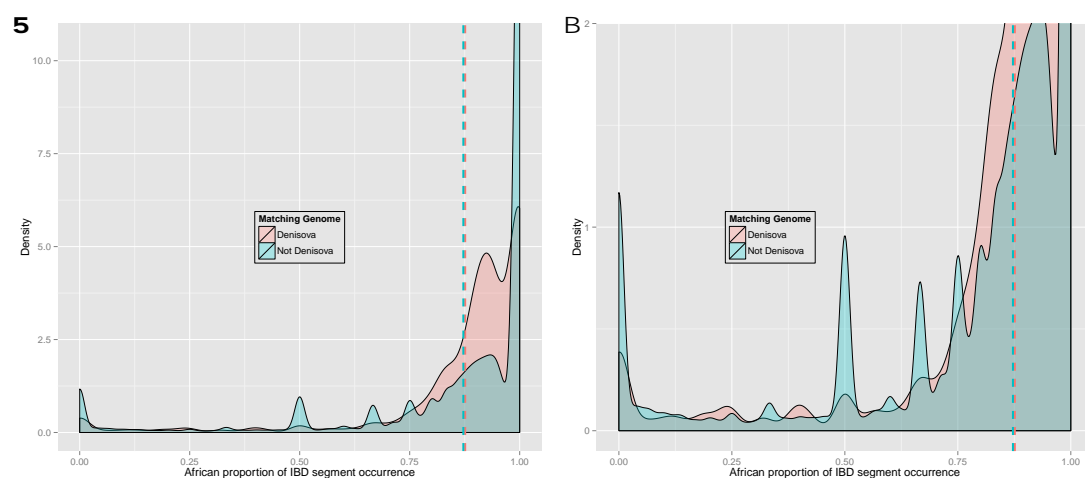 5
10.0
7.5
5.0
2.5
0.0
Density
Matching Genome
Denisova
Not Denisova
0.00 0.25 0.50 0.75 1.00
African proportion of IBD segment occurrence
B
2
1
0
Density
Matching Genome
Denisova
Not Denisova
0.00 0.25 0.50 0.75 1.00
African proportion of IBD segment occurrence